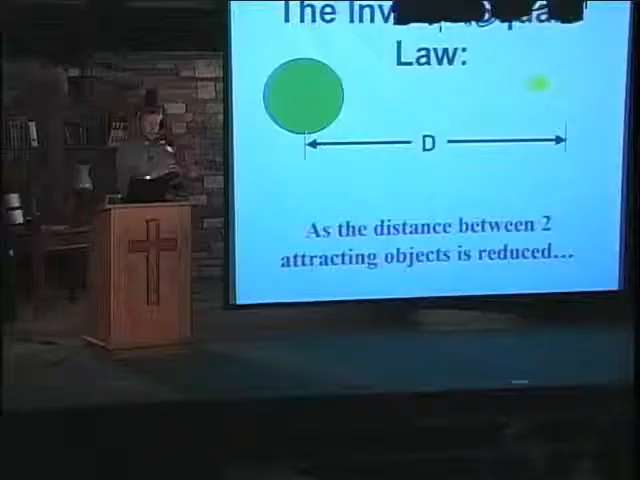 The Inv
Law:
D
As the distance between 2
attracting objects is reduced...